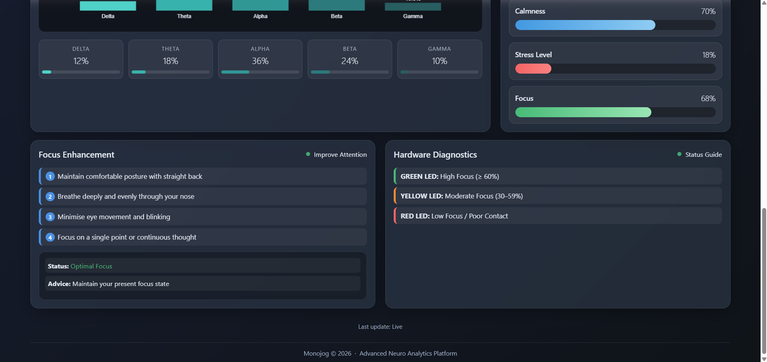 Delta
Theta
Alpha
Beta
Gamma
DELTA
12%
THETA
18%
ALPHA
36%
BETA
24%
GAMMA
10%
Calmness 70%
Stress Level 18%
Focus 68%
Focus Enhancement
Improve Attention
1 Maintain comfortable posture with straight back
2 Breathe deeply and evenly through your nose
3 Minimise eye movement and blinking
4 Focus on a single point or continuous thought
Status: Optimal Focus
Advice: Maintain your present focus state
Hardware Diagnostics
Status Guide
GREEN LED: High Focus (≥ 60%)
YELLOW LED: Moderate Focus (30–59%)
RED LED: Low Focus / Poor Contact
Last update: Live
Monojog © 2026 · Advanced Neuro Analytics Platform